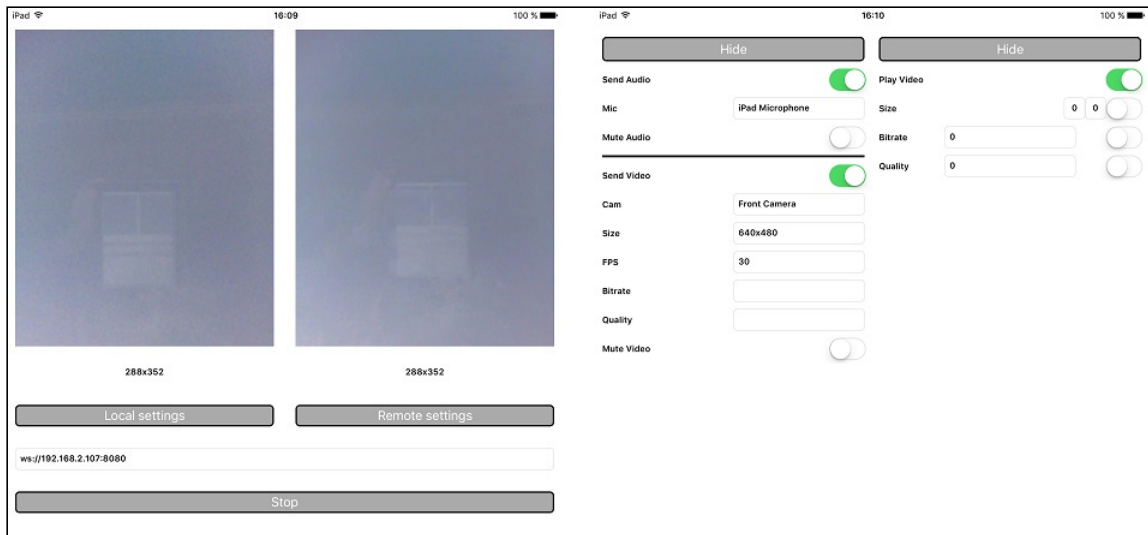 iPad 16:09 100 %
288x352 288x352
Local settings Remote settings
ws://192.168.2.107:8080
Stop
iPad 16:10 100 %
Hide
Send Audio
Mic iPad Microphone
Mute Audio
Send Video
Cam Front Camera
Size 640x480
FPS 30
Bitrate
Quality
Mute Video
Hide
Play Video
Size 0 0
Bitrate 0
Quality 0